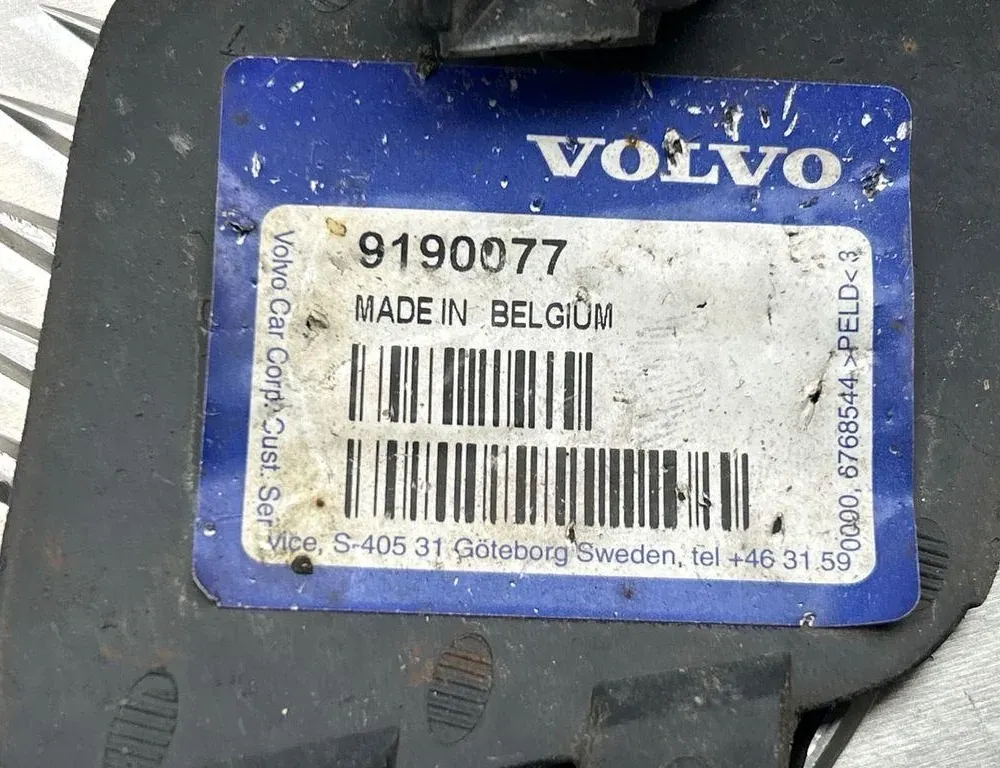 VOLVO
9190077
MADE IN BELGIUM
Volvo Car Corp. Cust. Ser
vice, S-405 31 Göteborg Sweden, tel +46 31 59
0000, 6768544 >PELD< 3